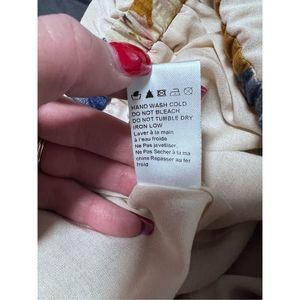 HAND WASH COLD
DO NOT BLEACH
DO NOT TUMBLE DRY
IRON LOW
Laver à la main
à l'eau froide
Ne Pas javelliser
Ne Pas Sécher à la ma
chine Repasser au fer
froid